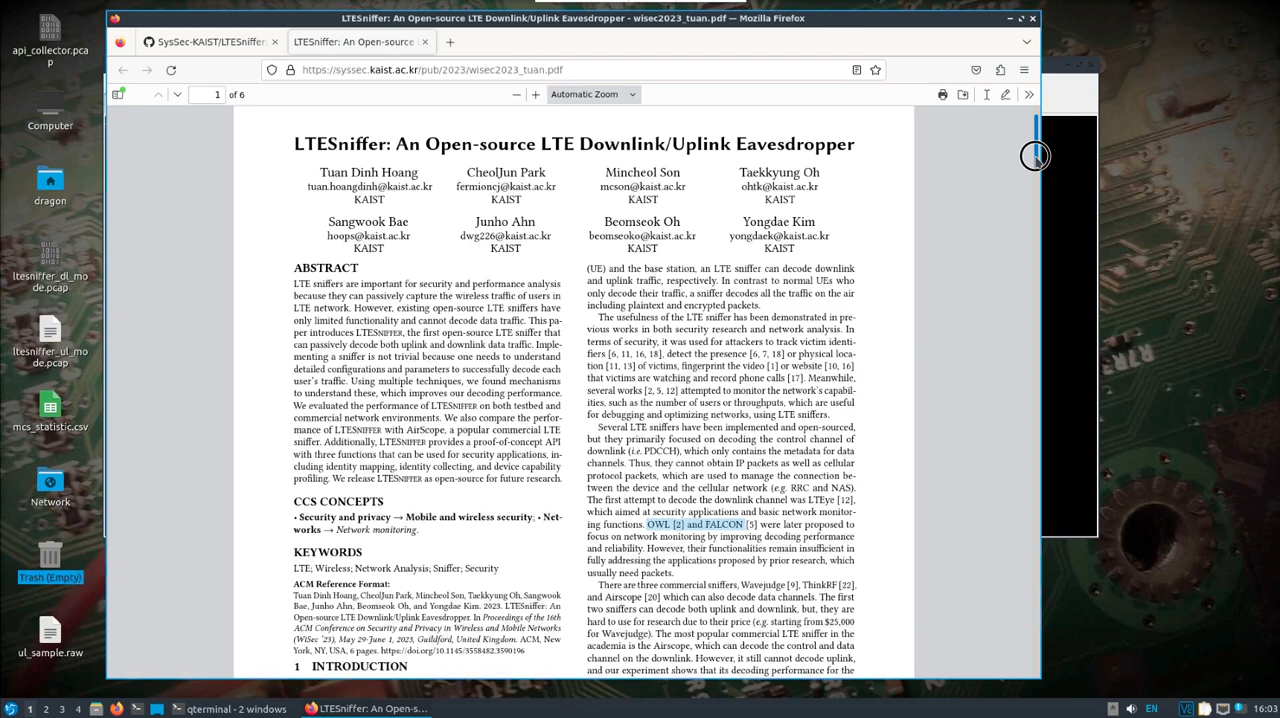 LTESniffer: An Open-source LTE Downlink/Uplink Eavesdropper - wisec2023_tuan.pdf — Mozilla Firefox
SysSec-KAIST/LTESniffer:
LTESniffer: An Open-source
https://syssec.kaist.ac.kr/pub/2023/wisec2023_tuan.pdf
1 of 6
Automatic Zoom
api_collector.pca
p
Computer
dragon
ltesniffer_dl_mo
de.pcap
ltesniffer_ul_mo
de.pcap
mcs_statistic.csv
Network
Trash (Empty)
ul_sample.raw
LTESniffer: An Open-source LTE Downlink/Uplink Eavesdropper
Tuan Dinh Hoang
tuan.hoangdinh@kaist.ac.kr
KAIST
CheolJun Park
fermioncj@kaist.ac.kr
KAIST
Mincheol Son
mcson@kaist.ac.kr
KAIST
Taekkyung Oh
ohtk@kaist.ac.kr
KAIST
Sangwook Bae
hoops@kaist.ac.kr
KAIST
Junho Ahn
dwg226@kaist.ac.kr
KAIST
Beomseok Oh
beomseoko@kaist.ac.kr
KAIST
Yongdae Kim
yongdaek@kaist.ac.kr
KAIST
ABSTRACT
LTE sniffers are important for security and performance analysis
because they can passively capture the wireless traffic of users in
LTE network. However, existing open-source LTE sniffers have
only limited functionality and cannot decode data traffic. This pa-
per introduces LTESniffer, the first open-source LTE sniffer that
can passively decode both uplink and downlink data traffic. Imple-
menting a sniffer is not trivial because one needs to understand
detailed configurations and parameters to successfully decode each
user's traffic. Using multiple techniques, we found mechanisms
to understand these, which improves our decoding performance.
We evaluated the performance of LTESniffer on both testbed and
commercial network environments. We also compare the perfor-
mance of LTESniffer with AirScope, a popular commercial LTE
sniffer. Additionally, LTESniffer provides a proof-of-concept API
with three functions that can be used for security applications, in-
cluding identity mapping, identity collecting, and device capability
profiling. We release LTESniffer as open-source for future research.
CCS CONCEPTS
• Security and privacy → Mobile and wireless security; • Net-
works → Network monitoring.
KEYWORDS
LTE; Wireless; Network Analysis; Sniffer; Security
ACM Reference Format:
Tuan Dinh Hoang, CheolJun Park, Mincheol Son, Taekkyung Oh, Sangwook
Bae, Junho Ahn, Beomseok Oh, and Yongdae Kim. 2023. LTESniffer: An
Open-source LTE Downlink/Uplink Eavesdropper. In Proceedings of the 16th
ACM Conference on Security and Privacy in Wireless and Mobile Networks
(WiSec '23), May 29-June 1, 2023, Guildford, United Kingdom. ACM, New
York, NY, USA, 6 pages. https://doi.org/10.1145/3558482.3590196
1 INTRODUCTION
(UE) and the base station, an LTE sniffer can decode downlink
and uplink traffic, respectively. In contrast to normal UEs who
only decode their traffic, a sniffer decodes all the traffic on the air
including plaintext and encrypted packets.
The usefulness of the LTE sniffer has been demonstrated in pre-
vious works in both security research and network analysis. In
terms of security, it was used for attackers to track victim identi-
fiers [6, 11, 16, 18], detect the presence [6, 7, 18] or physical loca-
tion [11, 13] of victims, fingerprint the video [1] or website [10, 16]
that victims are watching and record phone calls [17]. Meanwhile,
several works [2, 5, 12] attempted to monitor the network's capabil-
ities, such as the number of users or throughputs, which are useful
for debugging and optimizing networks, using LTE sniffers.
Several LTE sniffers have been implemented and open-sourced,
but they primarily focused on decoding the control channel of
downlink (i.e. PDCCH), which only contains the metadata for data
channels. Thus, they cannot obtain IP packets as well as cellular
protocol packets, which are used to manage the connection be-
tween the device and the cellular network (e.g. RRC and NAS).
The first attempt to decode the downlink channel was LTEye [12],
which aimed at security applications and basic network monitor-
ing functions. OWL [2] and FALCON [5] were later proposed to
focus on network monitoring by improving decoding performance
and reliability. However, their functionalities remain insufficient in
fully addressing the applications proposed by prior research, which
usually need packets.
There are three commercial sniffers, Wavejudge [9], ThinkRF [22],
and Airscope [20] which can also decode data channels. The first
two sniffers can decode both uplink and downlink, but, they are
hard to use for research due to their price (e.g. starting from $25,000
for Wavejudge). The most popular commercial LTE sniffer in the
academia is the Airscope, which can decode the control and data
channel on the downlink. However, it still cannot decode uplink,
and our experiment shows that its decoding performance for the
1 2 3 4
qterminal - 2 windows
LTESniffer: An Open-s...
EN
16:03